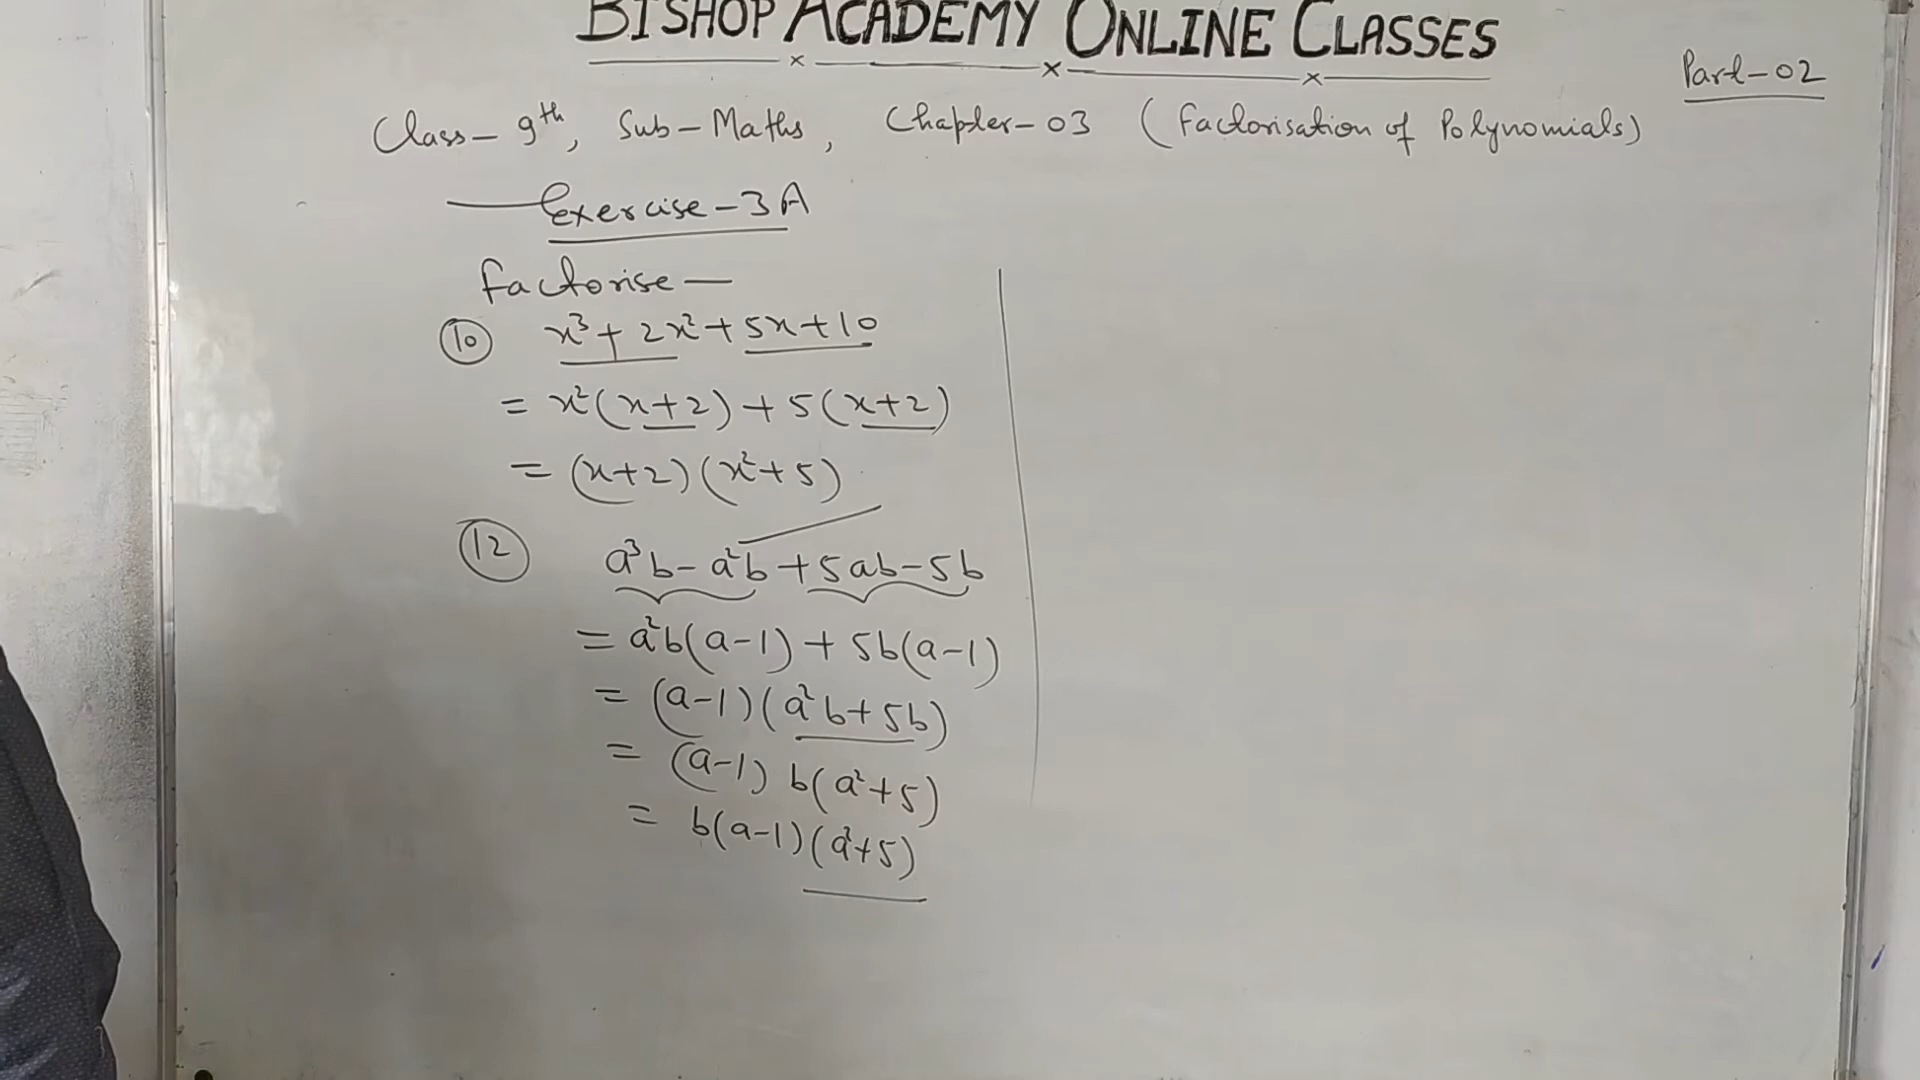 BISHOP ACADEMY ONLINE CLASSES
Part-02
Class-9th, Sub-Maths, Chapter-03 (Factorisation of Polynomials)
Exercise-3A
Factorise-
10 x³+2x²+5x+10
= x²(x+2)+5(x+2)
= (x+2)(x²+5)
12 a³b-a²b+5ab-5b
= a²b(a-1)+5b(a-1)
= (a-1)(a²b+5b)
= (a-1) b(a²+5)
= b(a-1)(a²+5)